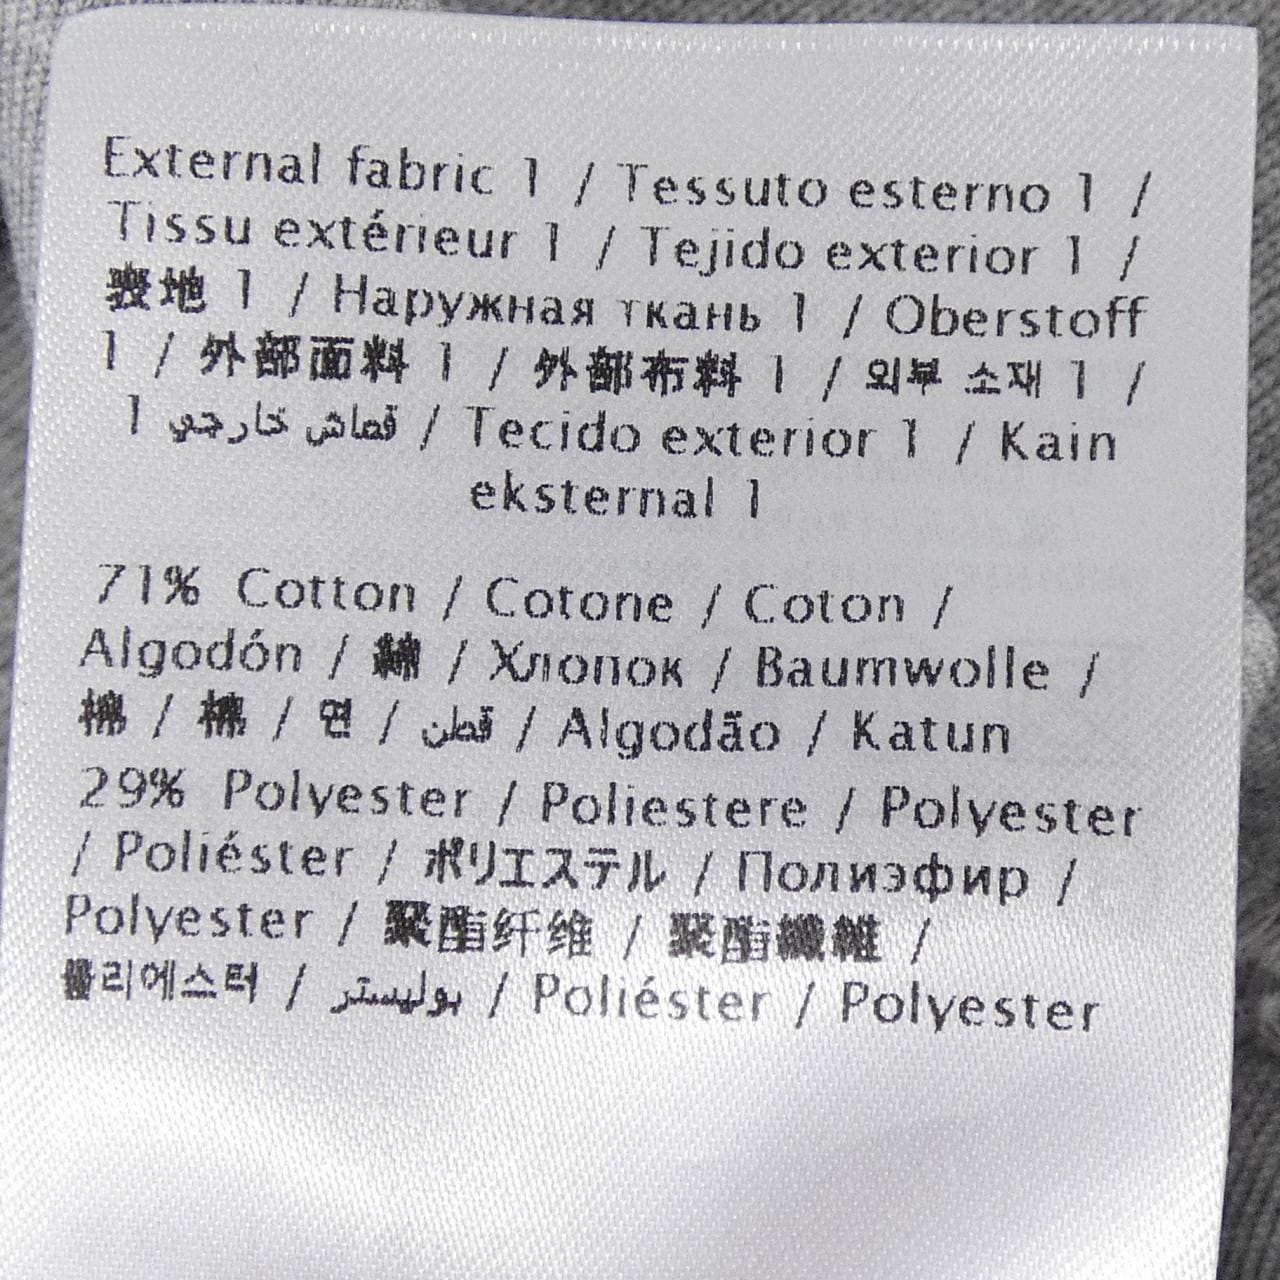 External fabric 1 / Tessuto esterno 1 /
Tissu extérieur 1 / Tejido exterior 1 /
表地 1 / Наружная ткань 1 / Oberstoff
1 / 外部面料 1 / 外部布料 1 / 외부 소재 1 /
قماش خارجي 1 / Tecido exterior 1 / Kain
eksternal 1
71% Cotton / Cotone / Coton /
Algodón / 綿 / Хлопок / Baumwolle /
棉 / 棉 / 면 / قطن / Algodão / Katun
29% Polyester / Poliestere / Polyester
/ Poliéster / ポリエステル / Полиэфир /
Polyester / 聚酯纤维 / 聚酯纖維 /
폴리에스터 / بوليستر / Poliéster / Polyester